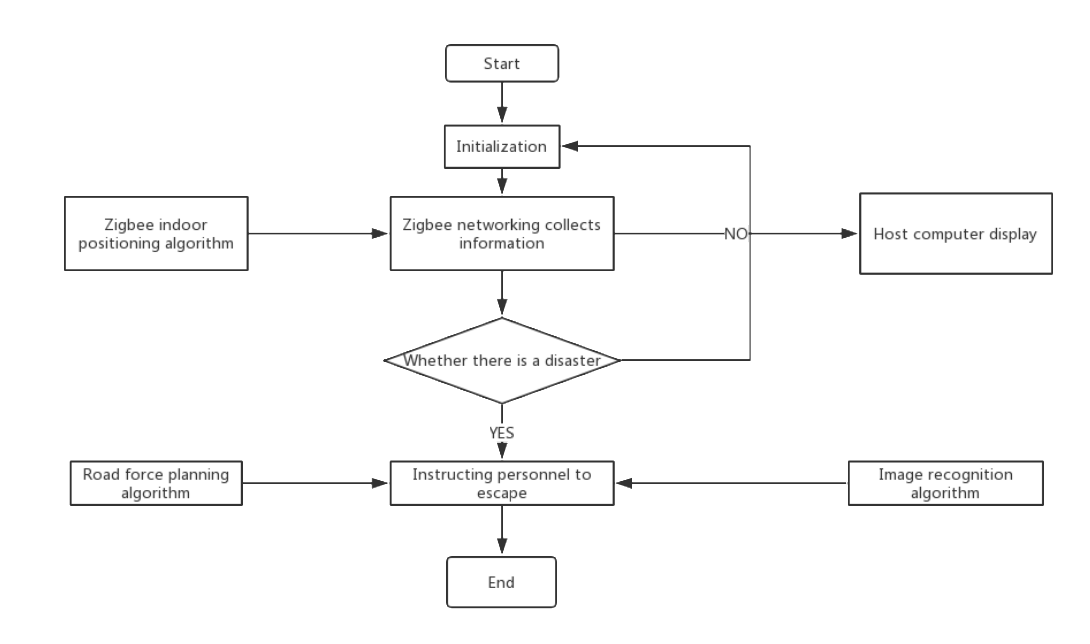 Start
Initialization
Zigbee indoor
positioning algorithm
Zigbee networking collects
information
NO
Host computer display
Whether there is a disaster
YES
Road force planning
algorithm
Instructing personnel to
escape
Image recognition
algorithm
End